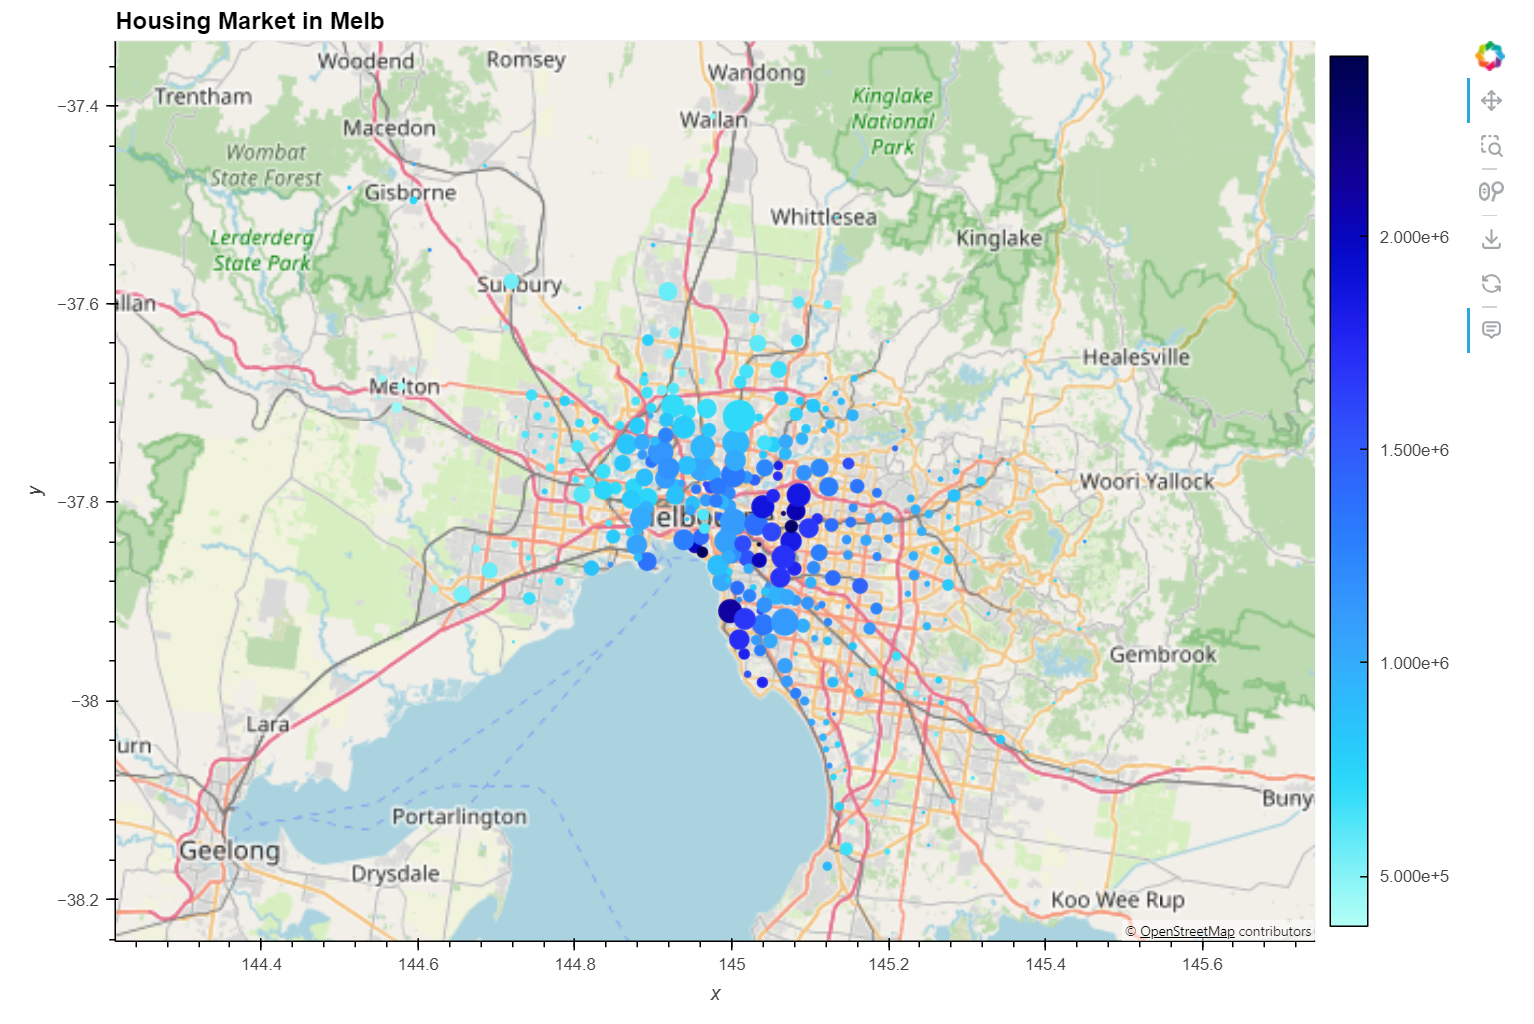 Housing Market in Melb
Woodend
Romsey
Wandong
Trentham
Kinglake
National
Park
Wallan
Macedon
Wombat
State Forest
Gisborne
Whittlesea
Lerderderg
State Park
Kinglake
Sunbury
llan
Healesville
Melton
Woori Yallock
elbou
Gembrook
Lara
urn
Buny
Portarlington
Geelong
Drysdale
Koo Wee Rup
© OpenStreetMap contributors
−37.4
−37.6
−37.8
−38
−38.2
y
144.4
144.6
144.8
145
145.2
145.4
145.6
x
2.000e+6
1.500e+6
1.000e+6
5.000e+5